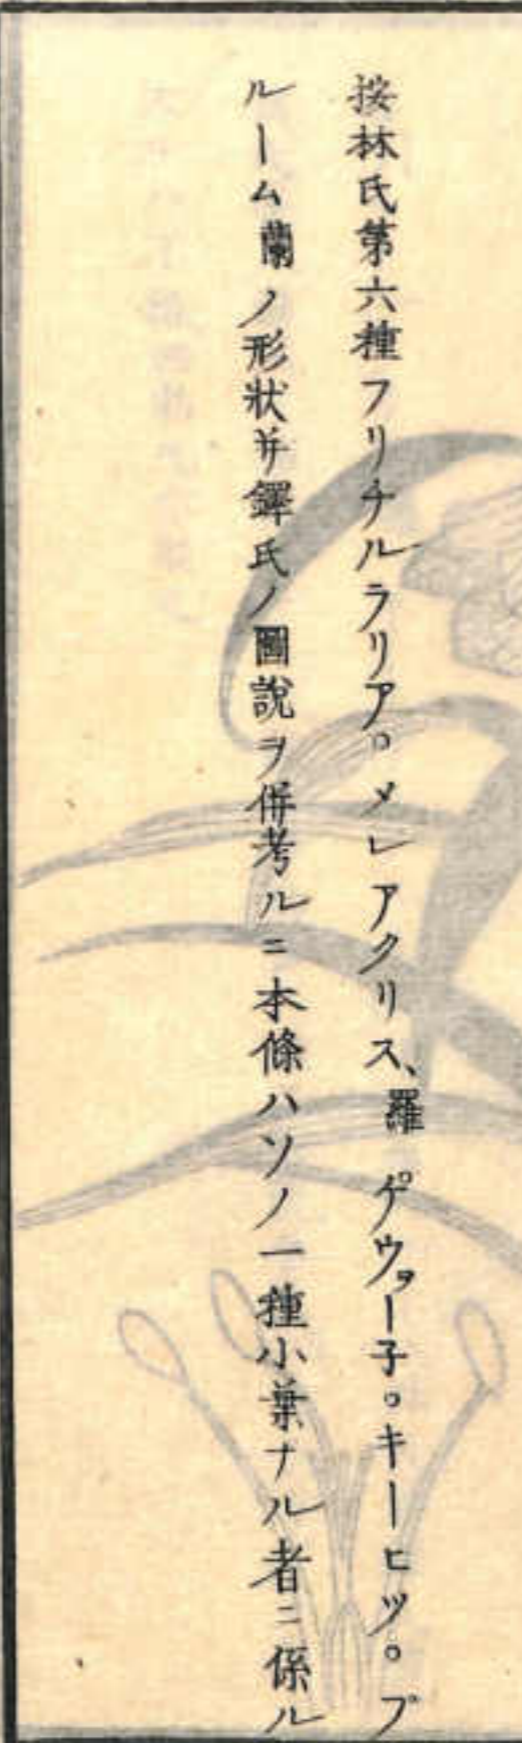 按林氏第六種フリチルラリア。メレアクリス、羅 ゲウヲー子。キーヒツ。プ
ルーム蘭ノ形狀并鐸氏ノ圖說ヲ併考ルニ本條ハソノ一種小葉ナル者ニ係ル